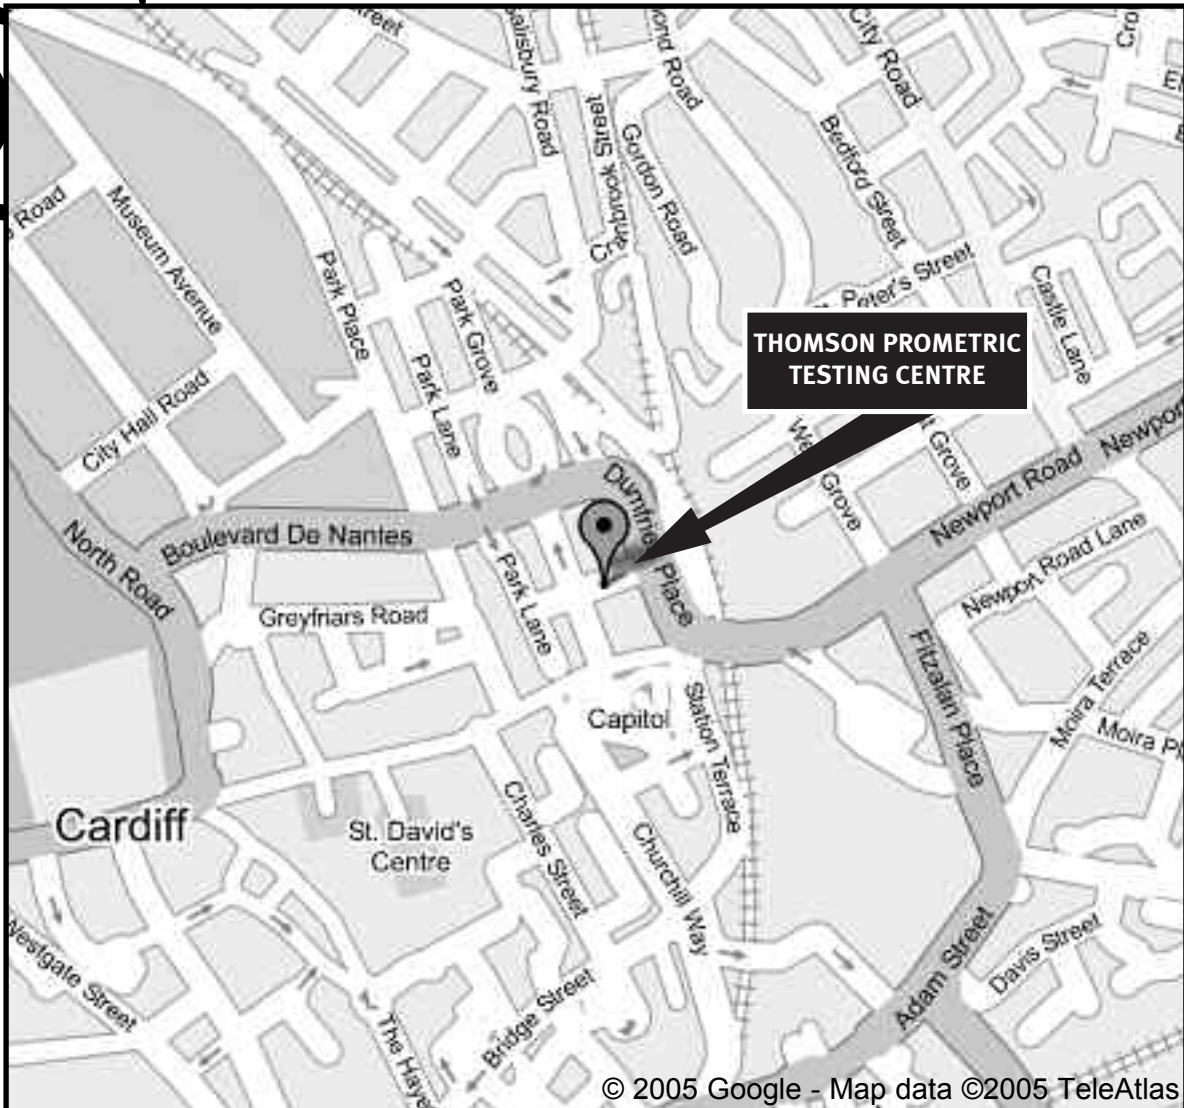 Street
Salisbury Road
City Road
Gordon Road
Bedford Street
Road
Museum Avenue
Park Place
Park Grove
Peter's Street
Castle Lane
THOMSON PROMETRIC
TESTING CENTRE
Park Lane
City Hall Road
Grove
Grove
Newport Road
Newport
North Road
Boulevard De Nantes
Place
Newport Road Lane
Park Lane
Greyfriars Road
Fitzalan Place
Moira Terrace
Moira
Capitol
Station Terrace
Cardiff
St. David's
Centre
Charles Street
Churchill Way
Westgate Street
Adam Street
Davis Street
Bridge Street
The Haye
© 2005 Google - Map data ©2005 TeleAtlas